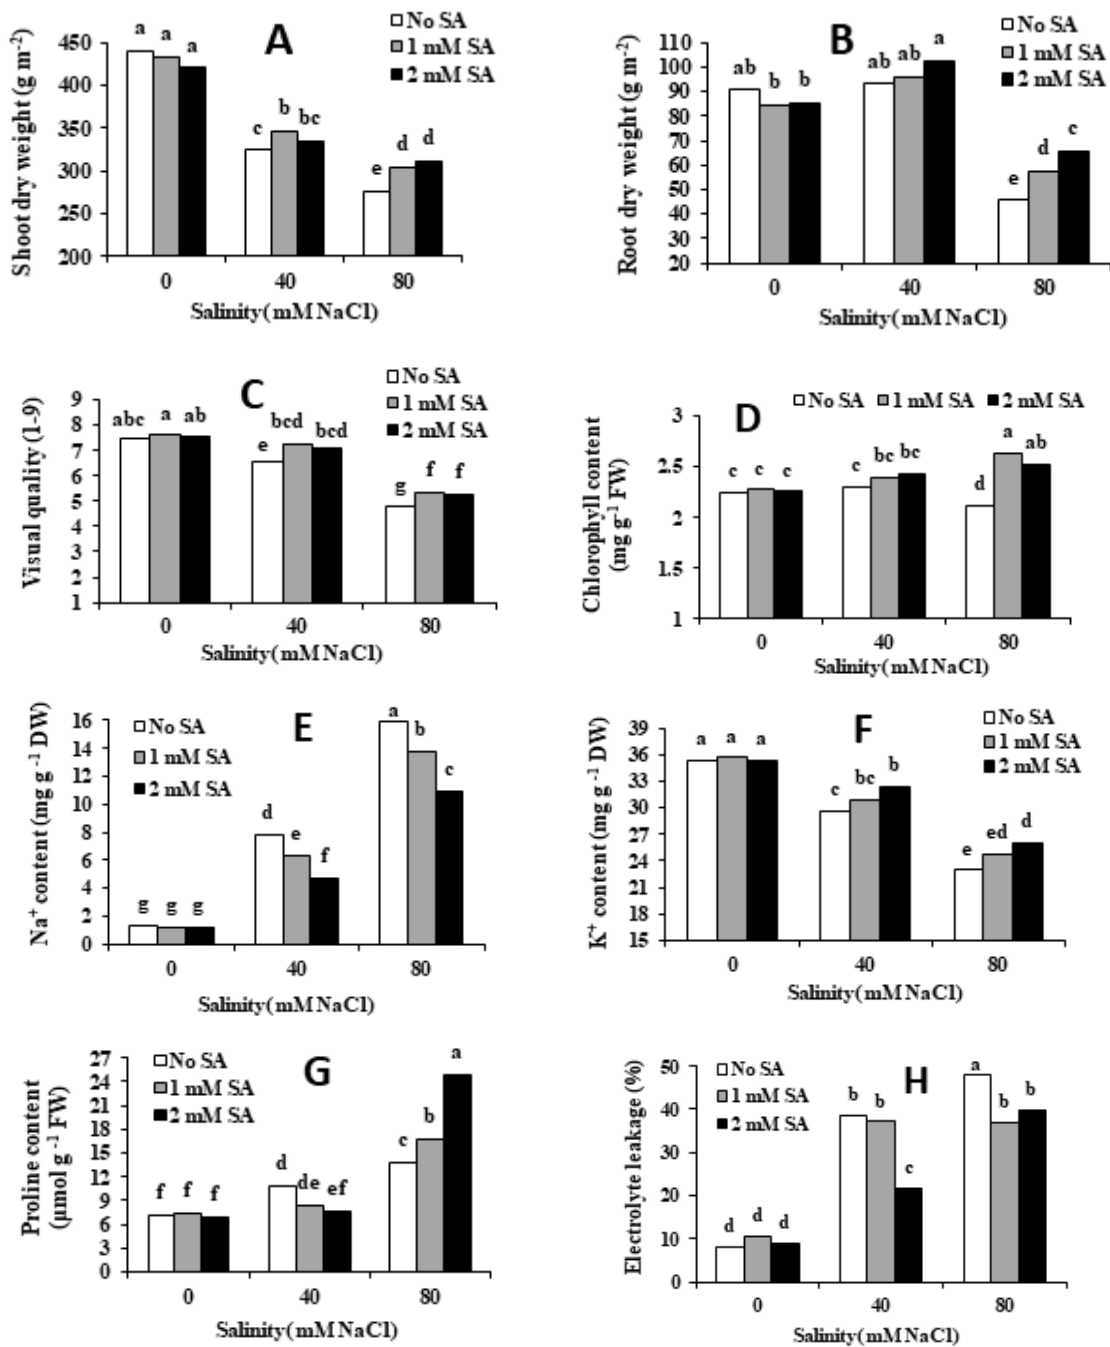 A
No SA
1 mM SA
2 mM SA
Shoot dry weight (g m⁻²)
450
400
350
300
250
200
a a a
c b bc
e d d
0 40 80
Salinity (mM NaCl)
B
No SA
1 mM SA
2 mM SA
Root dry weight (g m⁻²)
110
100
90
80
70
60
50
40
30
20
ab b b
ab ab a
e d c
0 40 80
Salinity (mM NaCl)
C
No SA
1 mM SA
2 mM SA
Visual quality (1-9)
9
8
7
6
5
4
3
2
1
abc a ab
e bcd bcd
g f f
0 40 80
Salinity (mM NaCl)
D
No SA 1 mM SA 2 mM SA
Chlorophyll content
(mg g⁻¹ FW)
3
2.5
2
1.5
1
c c c
c bc bc
d a ab
0 40 80
Salinity (mM NaCl)
E
No SA
1 mM SA
2 mM SA
Na⁺ content (mg g⁻¹ DW)
16
14
12
10
8
6
4
2
0
g g g
d e f
a b c
0 40 80
Salinity (mM NaCl)
F
No SA
1 mM SA
2 mM SA
K⁺ content (mg g⁻¹ DW)
39
36
33
30
27
24
21
18
15
a a a
c bc b
e ed d
0 40 80
Salinity (mM NaCl)
G
No SA
1 mM SA
2 mM SA
Proline content
(µmol g⁻¹ FW)
27
24
21
18
15
12
9
6
3
0
f f f
d de ef
c b a
0 40 80
Salinity (mM NaCl)
H
No SA
1 mM SA
2 mM SA
Electrolyte leakage (%)
50
40
30
20
10
0
d d d
b b c
a b b
0 40 80
Salinity (mM NaCl)